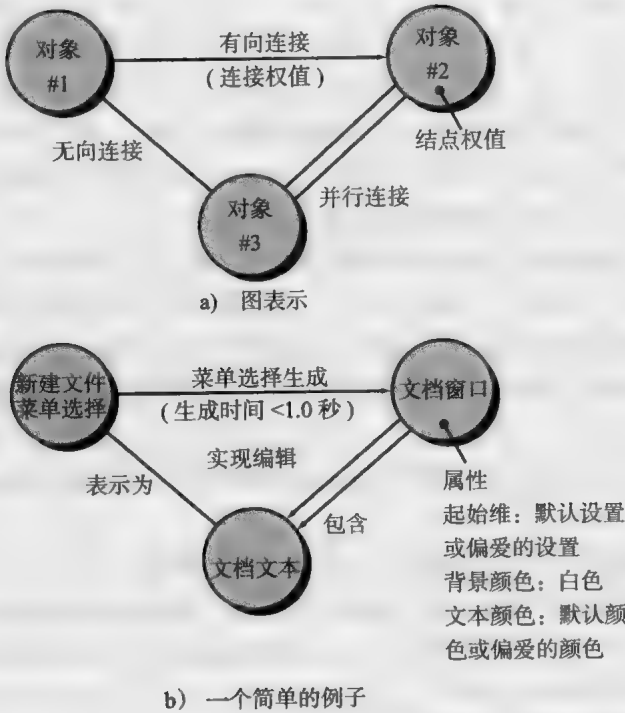 对象
#1
有向连接
(连接权值)
对象
#2
结点权值
无向连接
并行连接
对象
#3
a) 图表示
新建文件
菜单选择
菜单选择生成
(生成时间<1.0秒)
文档窗口
实现编辑
表示为
包含
文档文本
属性
起始维：默认设置
或偏爱的设置
背景颜色：白色
文本颜色：默认颜
色或偏爱的颜色
b) 一个简单的例子